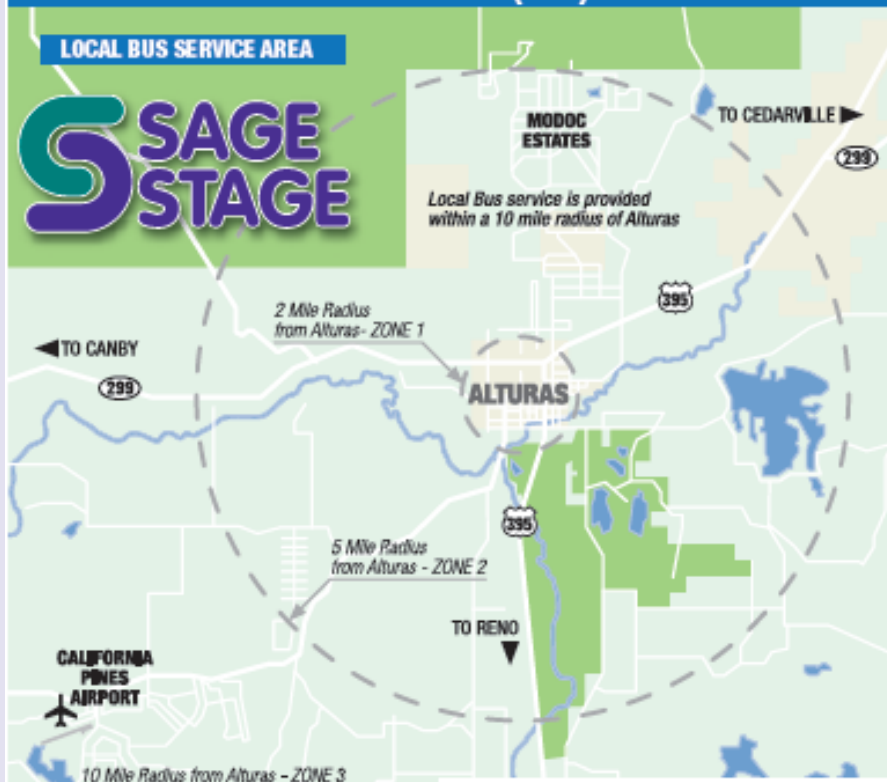 LOCAL BUS SERVICE AREA
SAGE
STAGE
MODOC
ESTATES
TO CEDARVILLE
299
Local Bus service is provided
within a 10 mile radius of Alturas
395
2 Mile Radius
from Alturas- ZONE 1
TO CANBY
299
ALTURAS
395
5 Mile Radius
from Alturas - ZONE 2
TO RENO
CALIFORNIA
PINES
AIRPORT
10 Mile Radius from Alturas - ZONE 3